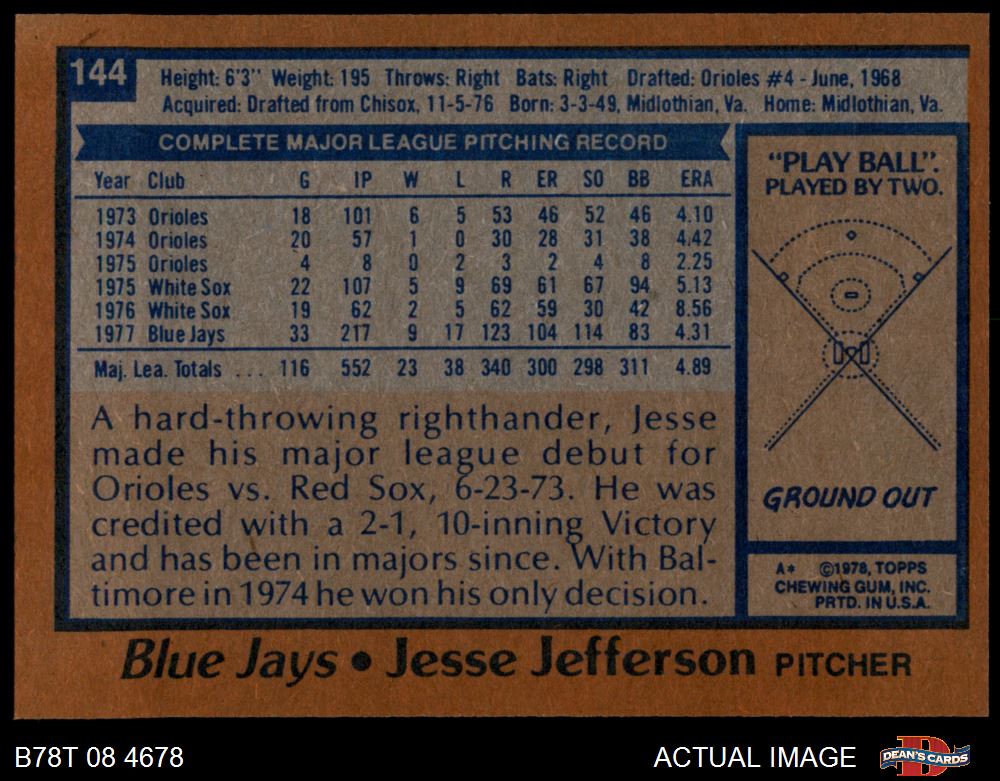 144
Height: 6'3" Weight: 195 Throws: Right Bats: Right Drafted: Orioles #4 - June, 1968
Acquired: Drafted from Chisox, 11-5-76 Born: 3-3-49, Midlothian, Va. Home: Midlothian, Va.
COMPLETE MAJOR LEAGUE PITCHING RECORD
Year Club G IP W L R ER SO BB ERA
1973 Orioles 18 101 6 5 53 46 52 46 4.10
1974 Orioles 20 57 1 0 30 28 31 38 4.42
1975 Orioles 4 8 0 2 3 2 4 8 2.25
1975 White Sox 22 107 5 9 69 61 67 94 5.13
1976 White Sox 19 62 2 5 62 59 30 42 8.56
1977 Blue Jays 33 217 9 17 123 104 114 83 4.31
Maj. Lea. Totals ... 116 552 23 38 340 300 298 311 4.89
A hard-throwing righthander, Jesse
made his major league debut for
Orioles vs. Red Sox, 6-23-73. He was
credited with a 2-1, 10-inning Victory
and has been in majors since. With Bal-
timore in 1974 he won his only decision.
"PLAY BALL":
PLAYED BY TWO.
GROUND OUT
A* ©1978, TOPPS
CHEWING GUM, INC.
PRTD. IN U.S.A.
Blue Jays • Jesse Jefferson PITCHER
B78T 08 4678
ACTUAL IMAGE
D
DEAN'S CARDS